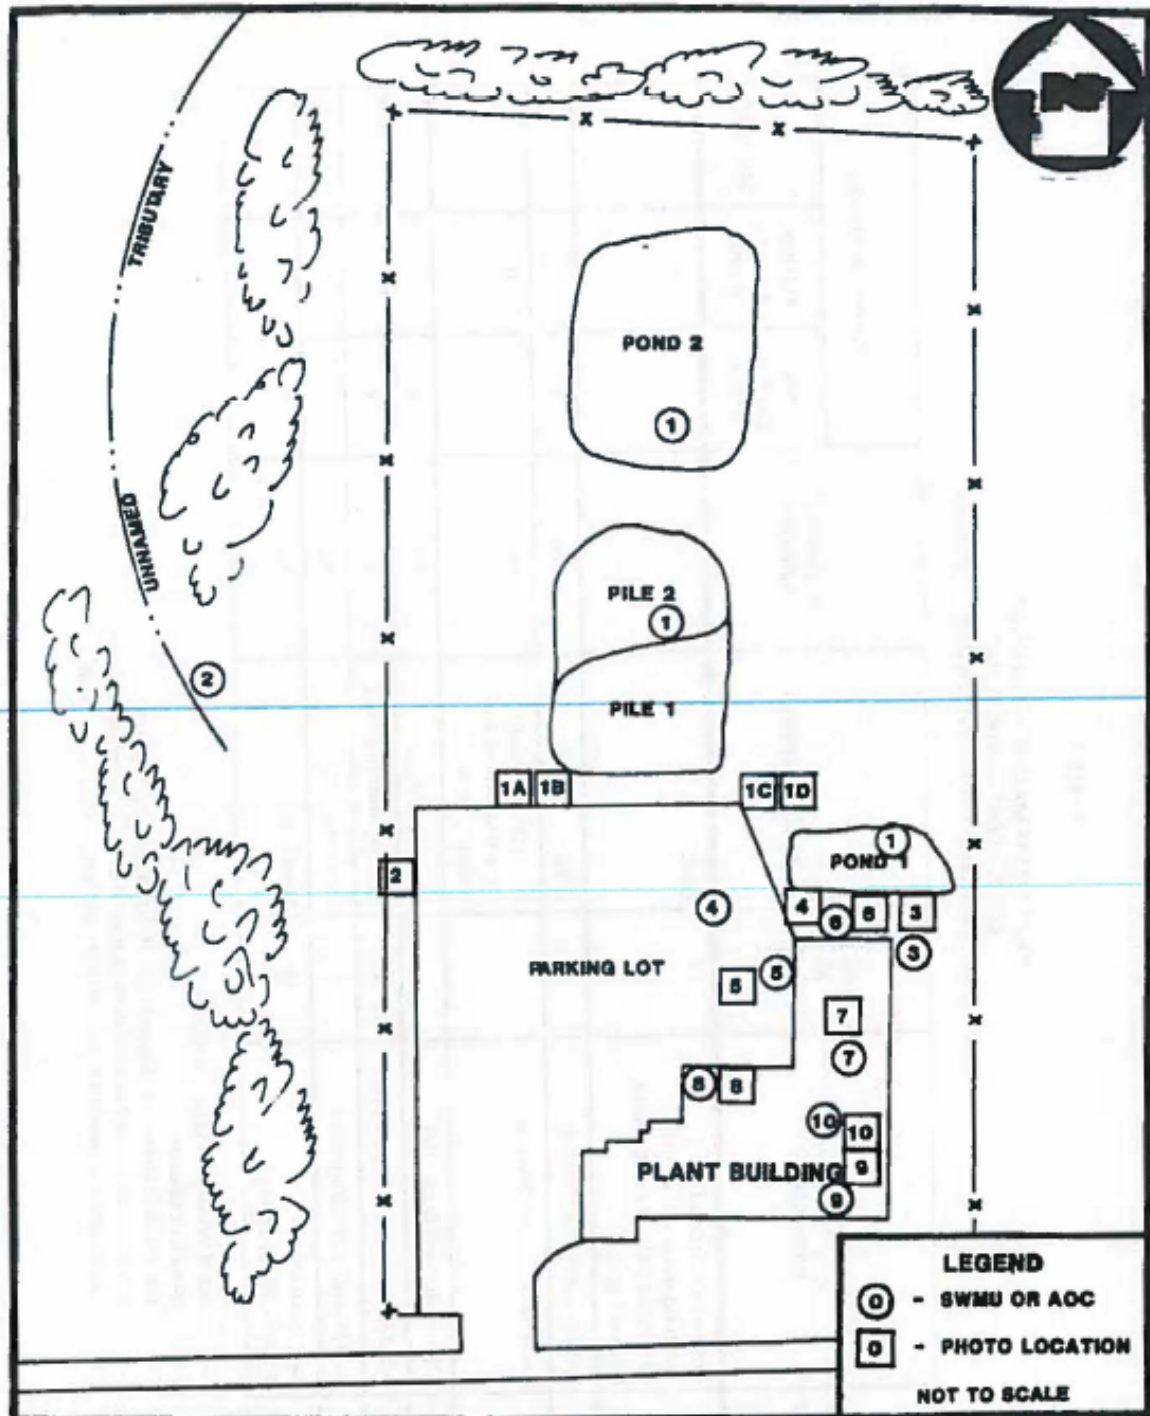 N
TRIBUTARY
POND 2
1
UNNAMED
PILE 2
1
2
PILE 1
1A 1B 1C 1D
1
POND 1
2
4 6 6 3
4
3
PARKING LOT
5
5
7
7
8 8
10
10
PLANT BUILDING 9
9
LEGEND
0 - SWMU OR AOC
0 - PHOTO LOCATION
NOT TO SCALE